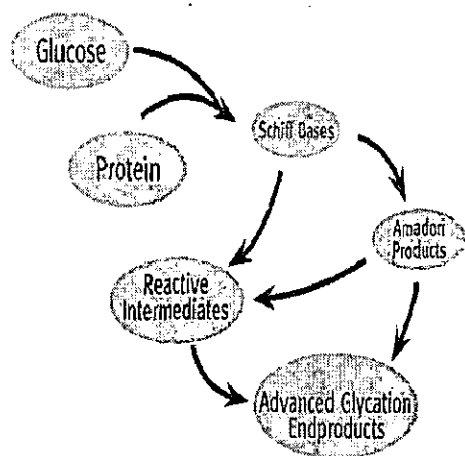 Glucose
Protein
Schiff Bases
Amadori
Products
Reactive
Intermediates
Advanced Glycation
Endproducts